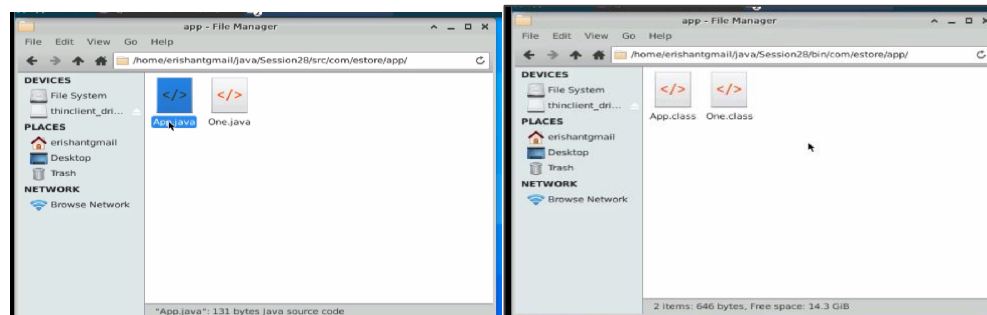 app - File Manager
File Edit View Go Help
/home/erishantgmail/java/Session28/src/com/estore/app/
DEVICES
File System
thinclient_dri...
PLACES
erishantgmail
Desktop
Trash
NETWORK
Browse Network
</>
</>
App.java
One.java
"App.java": 131 bytes Java source code
app - File Manager
File Edit View Go Help
/home/erishantgmail/java/Session28/bin/com/estore/app/
DEVICES
File System
thinclient_dri...
PLACES
erishantgmail
Desktop
Trash
NETWORK
Browse Network
</>
</>
App.class
One.class
2 items: 646 bytes, Free space: 14.3 GiB